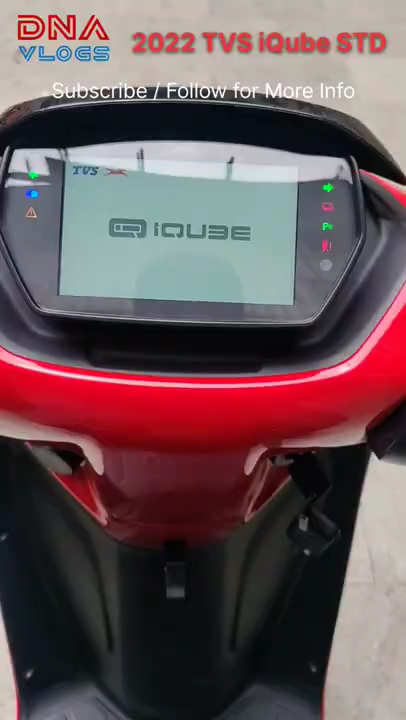 DNA
VLOGS
2022 TVS iQube STD
Subscribe / Follow for More Info
TVS
iQUBE